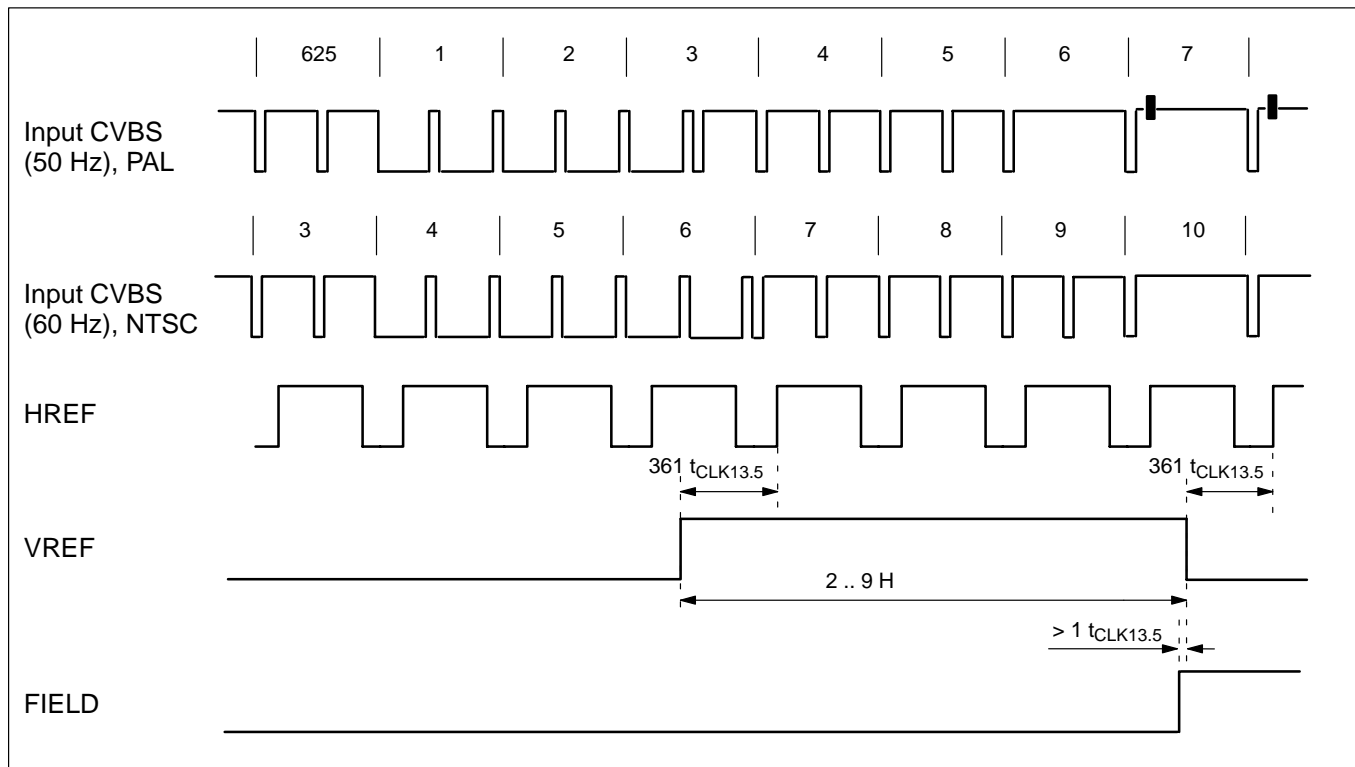 625 1 2 3 4 5 6 7
Input CVBS
(50 Hz), PAL
3 4 5 6 7 8 9 10
Input CVBS
(60 Hz), NTSC
HREF
361 tCLK13.5 361 tCLK13.5
VREF
2 .. 9 H
> 1 tCLK13.5
FIELD